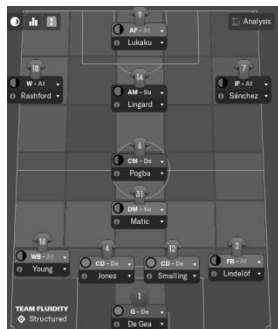 Analysis
9
AF - At
Lukaku
10
W - At
Rashford
14
AM - Su
Lingard
7
IF - At
Sánchez
6
CM - De
Pogba
31
DM - Su
Matic
18
WB - At
Young
4
CD - De
Jones
12
CD - De
Smalling
2
FB - At
Lindelöf
TEAM FLUIDITY
Structured
1
G - De
De Gea